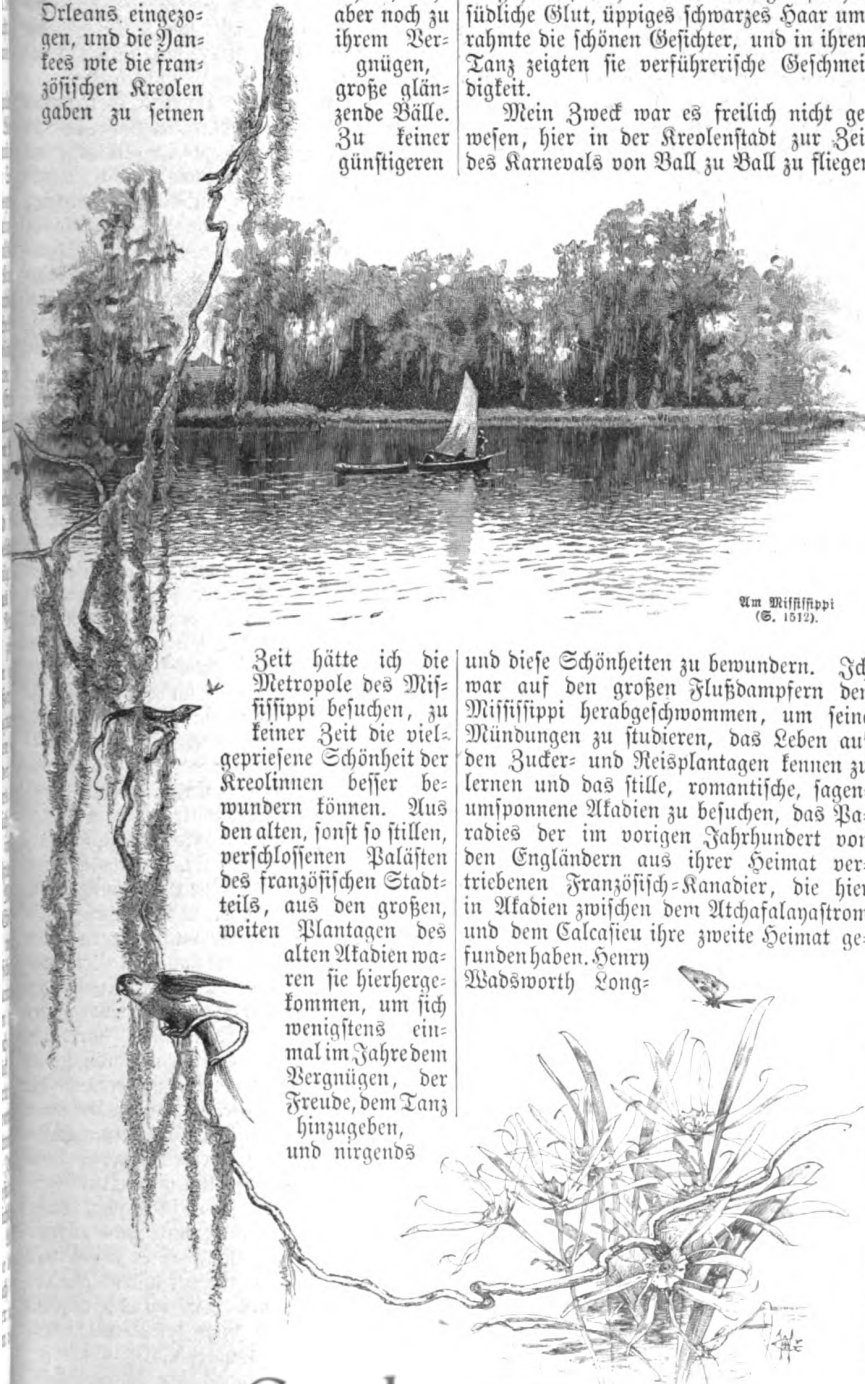 Orleans eingezo-
gen, und die Yan-
kees wie die fran-
zösischen Kreolen
gaben zu seinen
aber noch zu
ihrem Ver-
gnügen,
große glän-
zende Bälle.
Zu keiner
günstigeren
Zeit hätte ich die
Metropole des Mis-
sissippi besuchen, zu
keiner Zeit die viel-
gepriesene Schönheit der
Kreolinnen besser be-
wundern können. Aus
den alten, sonst so stillen,
verschlossenen Palästen
des französischen Stadt-
teils, aus den großen,
weiten Plantagen des
alten Akadien wa-
ren sie hierherge-
kommen, um sich
wenigstens ein-
mal im Jahre dem
Vergnügen, der
Freude, dem Tanz
hinzugeben,
und nirgends
südliche Glut, üppiges schwarzes Haar um
rahmte die schönen Gesichter, und in ihren
Tanz zeigten sie verführerische Geschmei
digkeit.
Mein Zweck war es freilich nicht ge
wesen, hier in der Kreolenstadt zur Zei
des Karnevals von Ball zu Ball zu fliegen
Am Mississippi
(S. 1512).
und diese Schönheiten zu bewundern. Ich
war auf den großen Flußdampfern den
Mississippi herabgeschwommen, um seine
Mündungen zu studieren, das Leben auf
den Zucker- und Reisplantagen kennen zu
lernen und das stille, romantische, sagen-
umsponnene Akadien zu besuchen, das Pa-
radies der im vorigen Jahrhundert von
den Engländern aus ihrer Heimat ver-
triebenen Französisch-Kanadier, die hier
in Akadien zwischen dem Atchafalayastrom
und dem Calcasieu ihre zweite Heimat ge-
funden haben. Henry
Wadsworth Long-